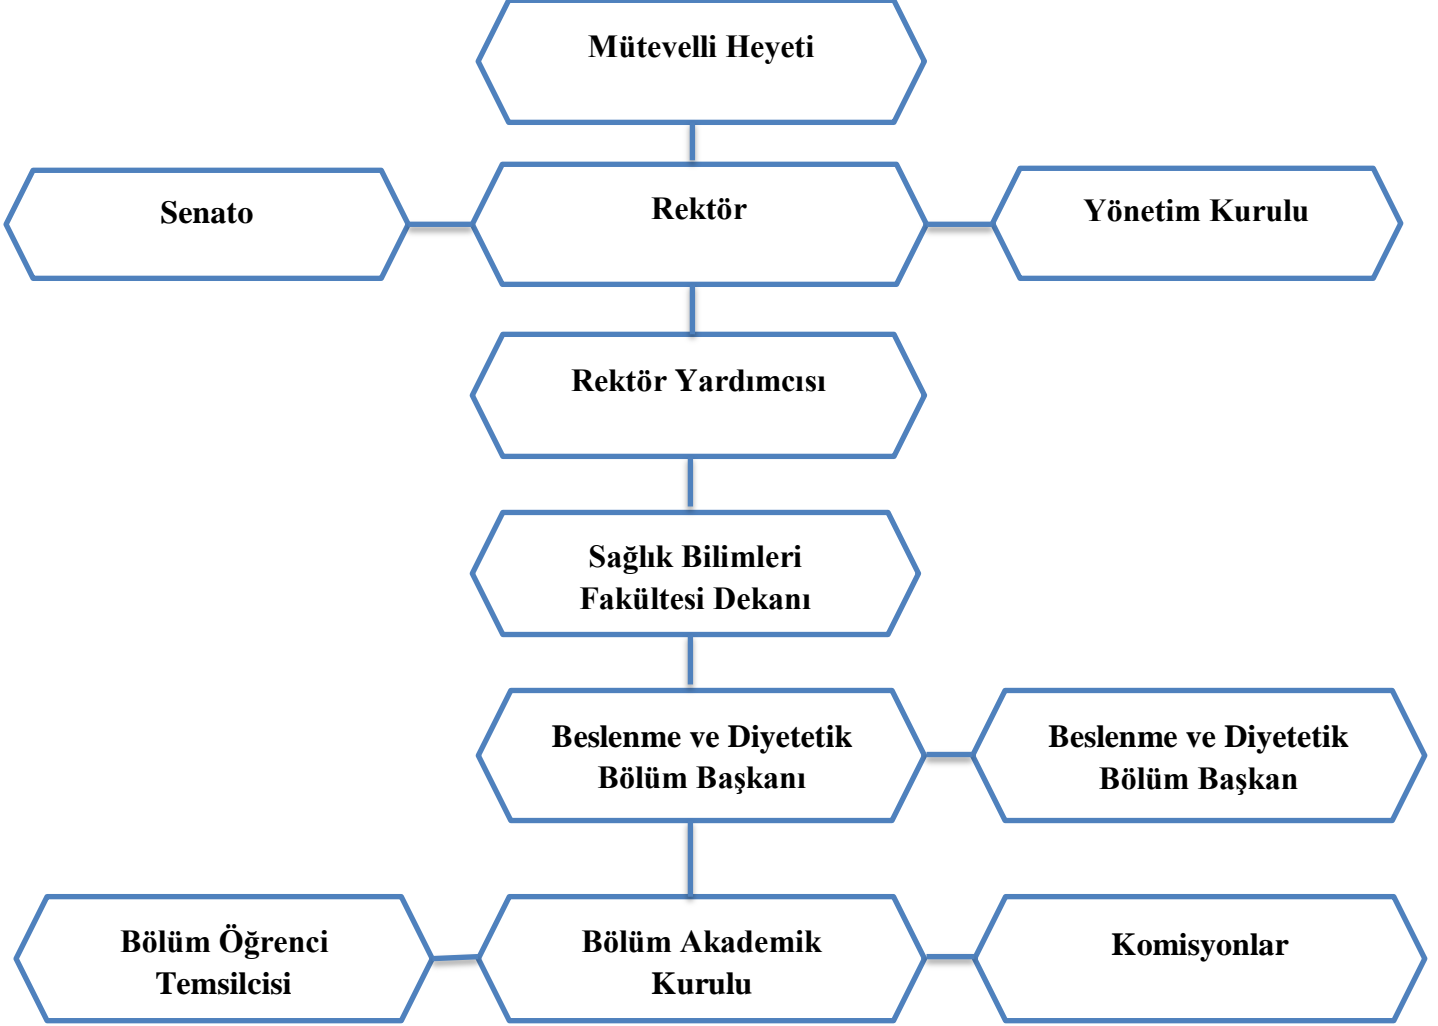 Mütevelli Heyeti
Senato
Rektör
Yönetim Kurulu
Rektör Yardımcısı
Sağlık Bilimleri
Fakültesi Dekanı
Beslenme ve Diyetetik
Bölüm Başkanı
Beslenme ve Diyetetik
Bölüm Başkan
Bölüm Öğrenci
Temsilcisi
Bölüm Akademik
Kurulu
Komisyonlar